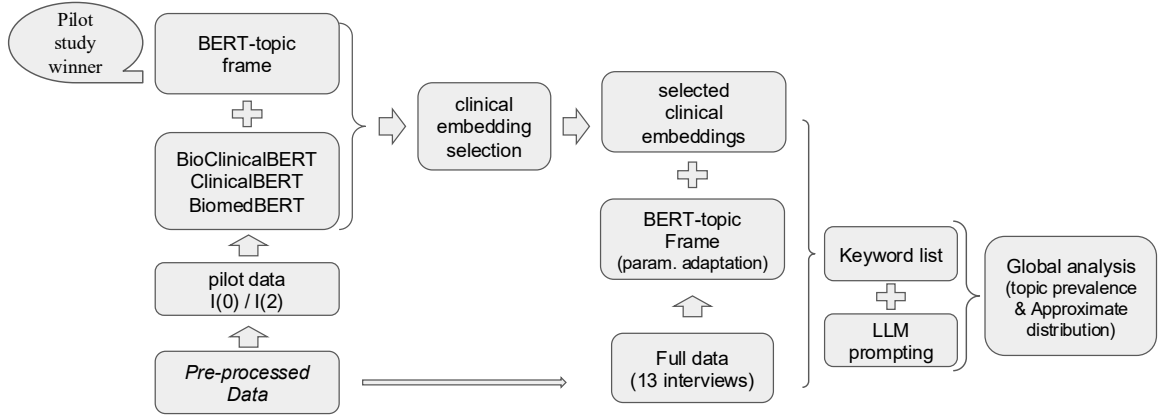 Pilot
study
winner
BERT-topic
frame
BioClinicalBERT
ClinicalBERT
BiomedBERT
pilot data
I(0) / I(2)
Pre-processed
Data
clinical
embedding
selection
selected
clinical
embeddings
BERT-topic
Frame
(param. adaptation)
Full data
(13 interviews)
Keyword list
LLM
prompting
Global analysis
(topic prevalence
& Approximate
distribution)